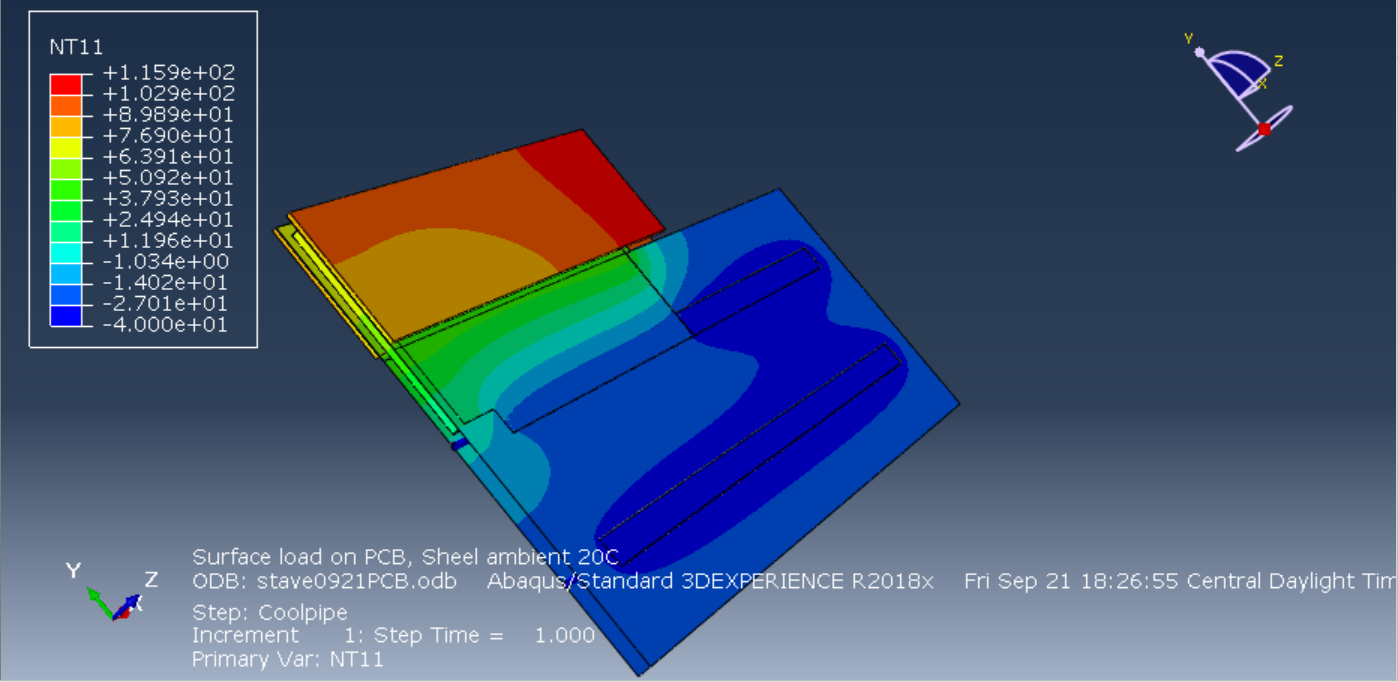 NT11
+1.159e+02
+1.029e+02
+8.989e+01
+7.690e+01
+6.391e+01
+5.092e+01
+3.793e+01
+2.494e+01
+1.196e+01
-1.034e+00
-1.402e+01
-2.701e+01
-4.000e+01
Y
Z
X
Surface load on PCB, Sheel ambient 20C
ODB: stave0921PCB.odb Abaqus/Standard 3DEXPERIENCE R2018x Fri Sep 21 18:26:55 Central Daylight Tim
Y
Z
X
Step: Coolpipe
Increment 1: Step Time = 1.000
Primary Var: NT11